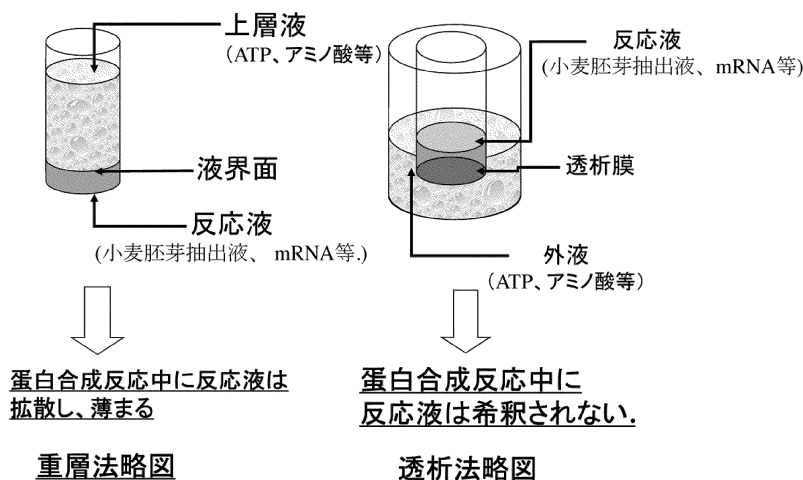 上層液
(ATP、アミノ酸等)
液界面
反応液
(小麦胚芽抽出液、 mRNA等.)
蛋白合成反応中に反応液は
拡散し、薄まる
重層法略図
反応液
(小麦胚芽抽出液、mRNA等)
透析膜
外液
(ATP、アミノ酸等)
蛋白合成反応中に
反応液は希釈されない.
透析法略図